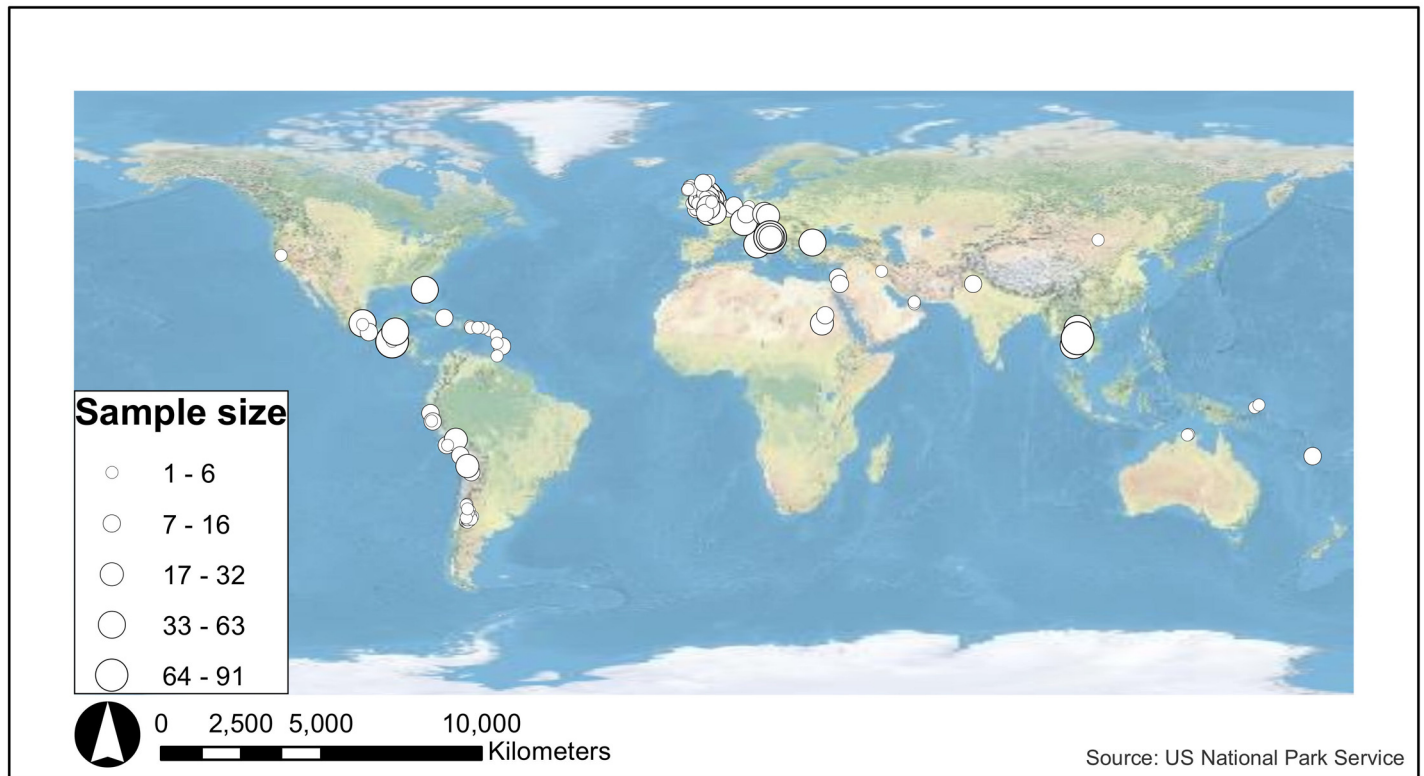 Sample size
1 - 6
7 - 16
17 - 32
33 - 63
64 - 91
0 2,500 5,000 10,000
Kilometers
Source: US National Park Service